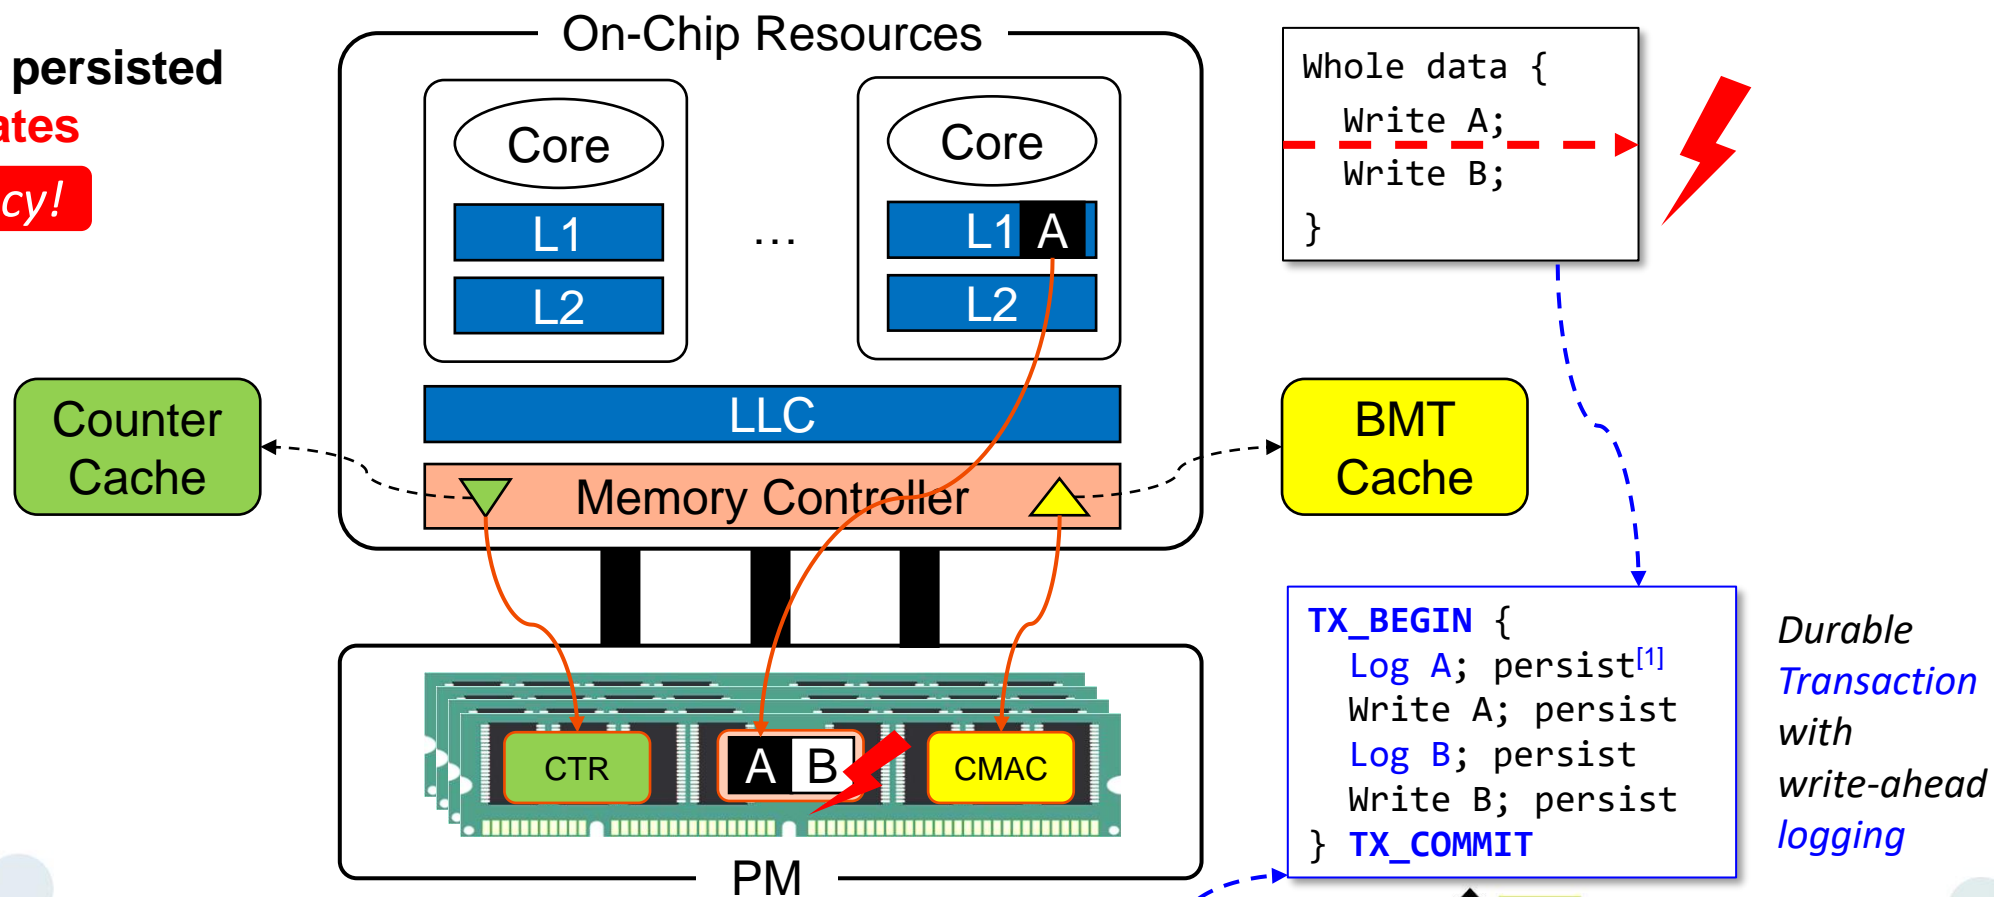 persisted
cy!
On-Chip Resources
Core
L1
L2
...
Core
L1 A
L2
LLC
Memory Controller
Counter
Cache
BMT
Cache
CTR
A B
CMAC
PM
Whole data {
Write A;
Write B;
}
TX_BEGIN {
Log A; persist[1]
Write A; persist
Log B; persist
Write B; persist
} TX_COMMIT
Durable
Transaction
with
write-ahead
logging